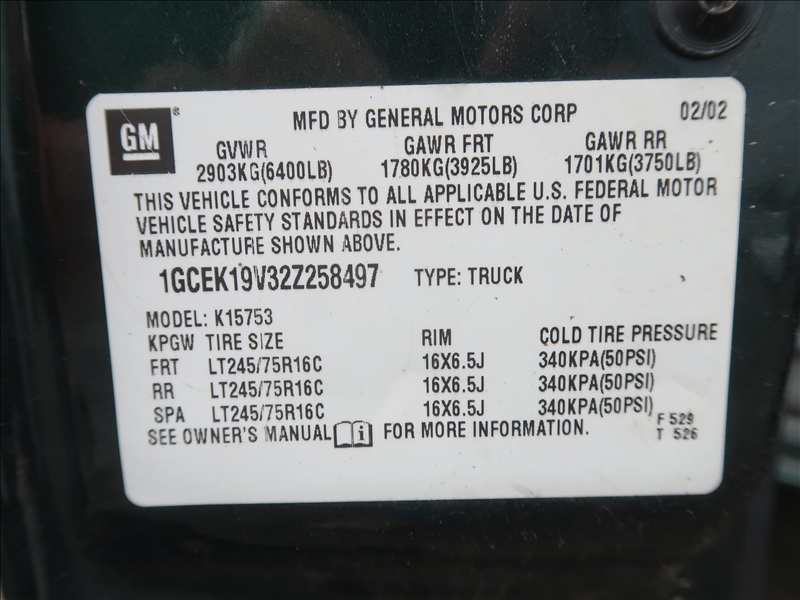 GM
MFD BY GENERAL MOTORS CORP 02/02
GVWR GAWR FRT GAWR RR
2903KG(6400LB) 1780KG(3925LB) 1701KG(3750LB)
THIS VEHICLE CONFORMS TO ALL APPLICABLE U.S. FEDERAL MOTOR
VEHICLE SAFETY STANDARDS IN EFFECT ON THE DATE OF
MANUFACTURE SHOWN ABOVE.
1GCEK19V32Z258497 TYPE: TRUCK
MODEL: K15753
KPGW TIRE SIZE RIM COLD TIRE PRESSURE
FRT LT245/75R16C 16X6.5J 340KPA(50PSI)
RR LT245/75R16C 16X6.5J 340KPA(50PSI)
SPA LT245/75R16C 16X6.5J 340KPA(50PSI)
SEE OWNER'S MANUAL i FOR MORE INFORMATION.
F 529
T 526